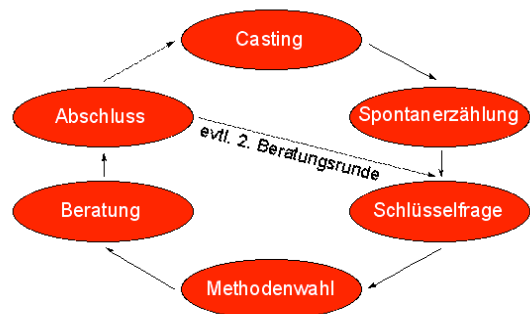 Casting
Abschluss
Spontanerzählung
evtl. 2. Beratungsrunde
Beratung
Schlüsselfrage
Methodenwahl